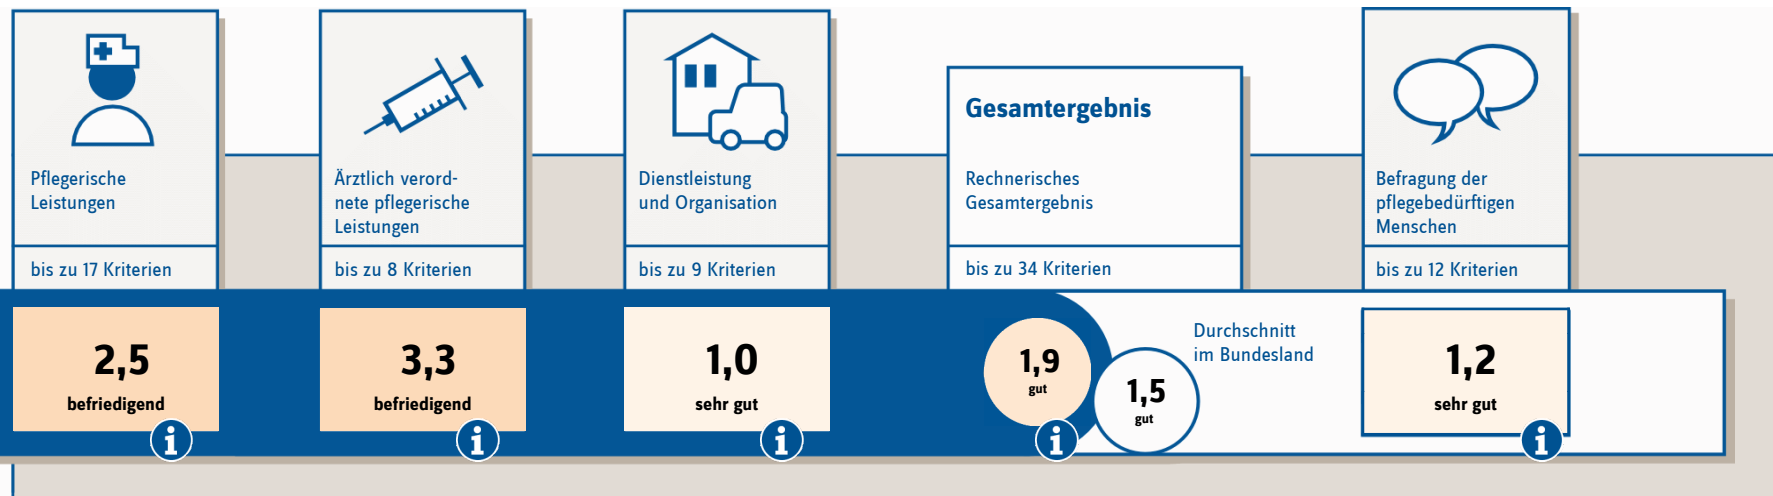 Pflegerische
Leistungen
bis zu 17 Kriterien
2,5
befriedigend
i
Ärztlich verord-
nete pflegerische
Leistungen
bis zu 8 Kriterien
3,3
befriedigend
i
Dienstleistung
und Organisation
bis zu 9 Kriterien
1,0
sehr gut
i
Gesamtergebnis
Rechnerisches
Gesamtergebnis
bis zu 34 Kriterien
1,9
gut
i
1,5
gut
Durchschnitt
im Bundesland
Befragung der
pflegebedürftigen
Menschen
bis zu 12 Kriterien
1,2
sehr gut
i